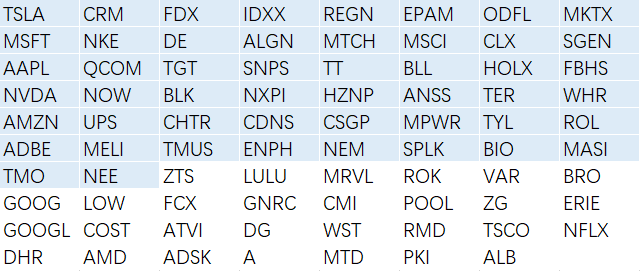 TSLA CRM FDX IDXX REGN EPAM ODFL MKTX
MSFT NKE DE ALGN MTCH MSCI CLX SGEN
AAPL QCOM TGT SNPS TT BLL HOLX FBHS
NVDA NOW BLK NXPI HZNP ANSS TER WHR
AMZN UPS CHTR CDNS CSGP MPWR TYL ROL
ADBE MELI TMUS ENPH NEM SPLK BIO MASI
TMO NEE ZTS LULU MRVL ROK VAR BRO
GOOG LOW FCX GNRC CMI POOL ZG ERIE
GOOGL COST ATVI DG WST RMD TSCO NFLX
DHR AMD ADSK A MTD PKI ALB